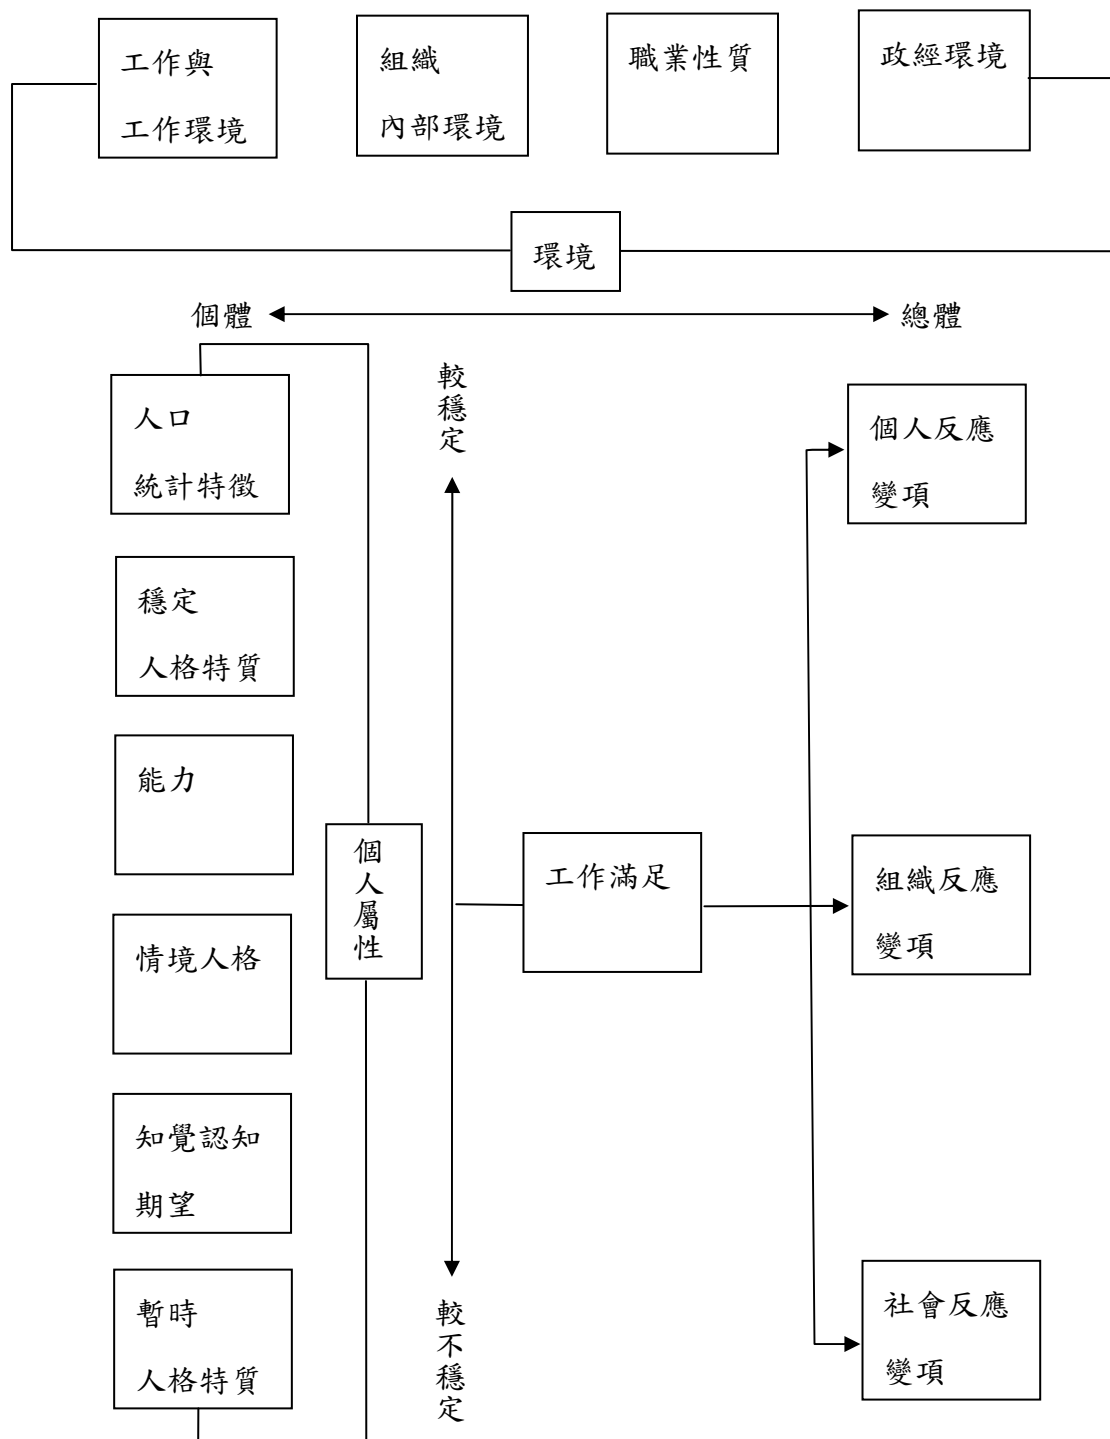 工作與
工作環境
組織
內部環境
職業性質
政經環境
環境
個體
總體
人口
統計特徵
穩定
人格特質
能力
情境人格
知覺認知
期望
暫時
人格特質
個人屬性
較穩定
較不穩定
工作滿足
個人反應
變項
組織反應
變項
社會反應
變項